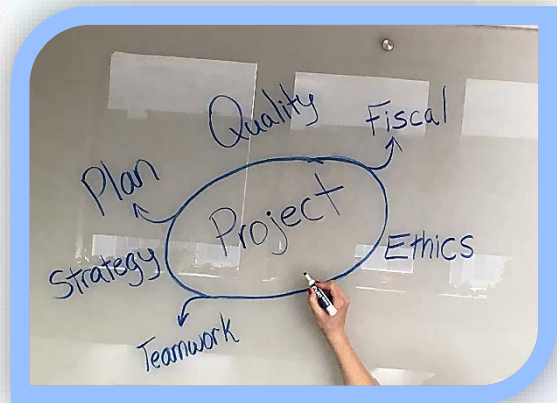 Quality
Fiscal
Plan
Project
Ethics
Strategy
Teamwork